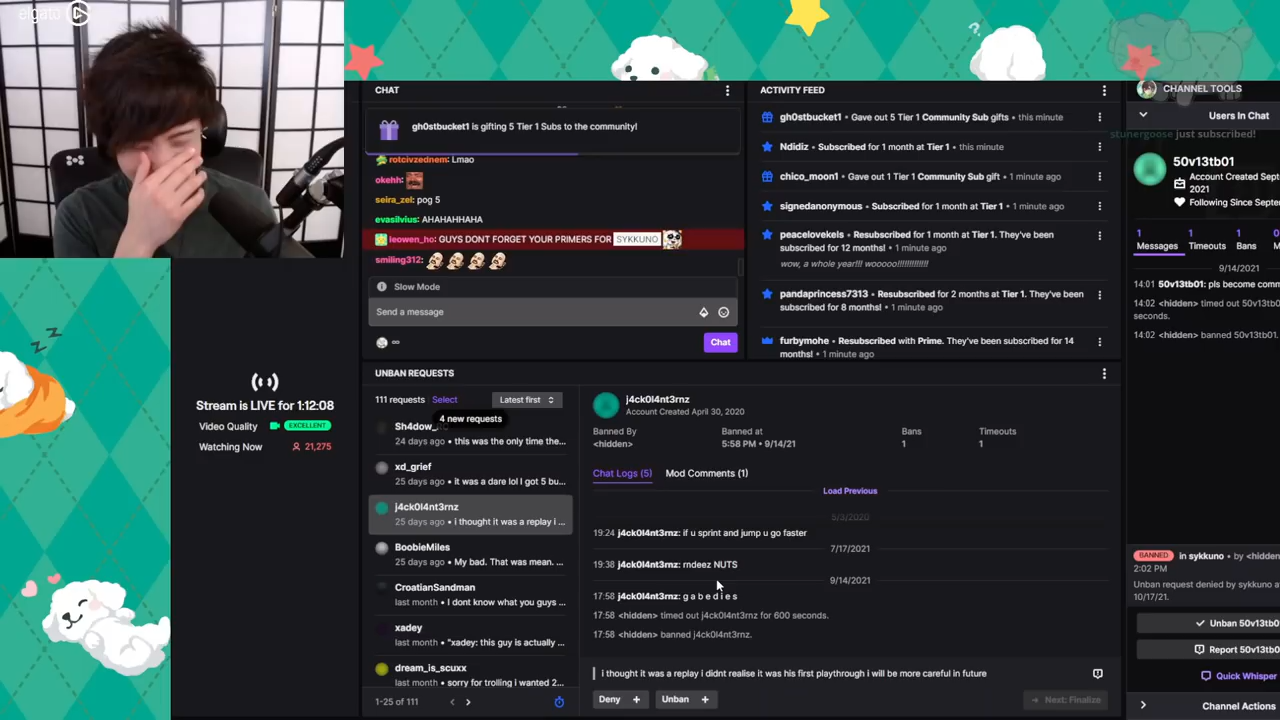 elgato
CHAT
gh0stbucket1 is gifting 5 Tier 1 Subs to the community!
rotcivzednem: Lmao
okehh:
seira_zel: pog 5
evasilvius: AHAHAHHAHA
leowen_ho: GUYS DONT FORGET YOUR PRIMERS FOR SYKKUNO
smiling312:
Slow Mode
Send a message
Chat
ACTIVITY FEED
gh0stbucket1 • Gave out 5 Tier 1 Community Sub gifts • this minute
Ndidiz • Subscribed for 1 month at Tier 1 • this minute
chico_moon1 • Gave out 1 Tier 1 Community Sub gift • 1 minute ago
signedanonymous • Subscribed for 1 month at Tier 1 • 1 minute ago
peacelovekels • Resubscribed for 1 month at Tier 1. They've been
subscribed for 12 months! • 1 minute ago
wow, a whole year!!! wooooo!!!!!!!!!!!!!
pandaprincess7313 • Resubscribed for 2 months at Tier 1. They've been
subscribed for 8 months! • 1 minute ago
furbymohe • Resubscribed with Prime. They've been subscribed for 14
months! • 1 minute ago
CHANNEL TOOLS
Users In Chat
stunergoose just subscribed!
50v13tb01
Account Created Sept
2021
Following Since Septem
1 1 1
Messages Timeouts Bans
9/14/2021
14:01 50v13tb01: pls become comm
14:02 <hidden> timed out 50v13tb0
seconds.
14:02 <hidden> banned 50v13tb01.
BANNED in sykkuno • by <hidden
2:02 PM
Unban request denied by sykkuno at
10/17/21.
Unban 50v13tb0
Report 50v13tb0
Quick Whisper
Channel Actions
Stream is LIVE for 1:12:08
Video Quality EXCELLENT
Watching Now 21,275
UNBAN REQUESTS
111 requests Select Latest first
4 new requests
Sh4dow_
24 days ago • this was the only time the...
xd_grief
25 days ago • it was a dare lol I got 5 bu...
j4ck0l4nt3rnz
25 days ago • i thought it was a replay i ...
BoobieMiles
25 days ago • My bad. That was mean. ...
CroatianSandman
last month • I dont know what you guys ...
xadey
last month • "xadey: this guy is actually ...
dream_is_scuxx
last month • sorry for trolling i wanted 2...
1-25 of 111
j4ck0l4nt3rnz
Account Created April 30, 2020
Banned By Banned at Bans Timeouts
<hidden> 5:58 PM • 9/14/21 1 1
Chat Logs (5) Mod Comments (1)
Load Previous
5/3/2020
19:24 j4ck0l4nt3rnz: if u sprint and jump u go faster
7/17/2021
19:38 j4ck0l4nt3rnz: rndeez NUTS
9/14/2021
17:58 j4ck0l4nt3rnz: g a b e d i e s
17:58 <hidden> timed out j4ck0l4nt3rnz for 600 seconds.
17:58 <hidden> banned j4ck0l4nt3rnz.
i thought it was a replay i didnt realise it was his first playthrough i will be more careful in future
Deny + Unban + Next: Finalize